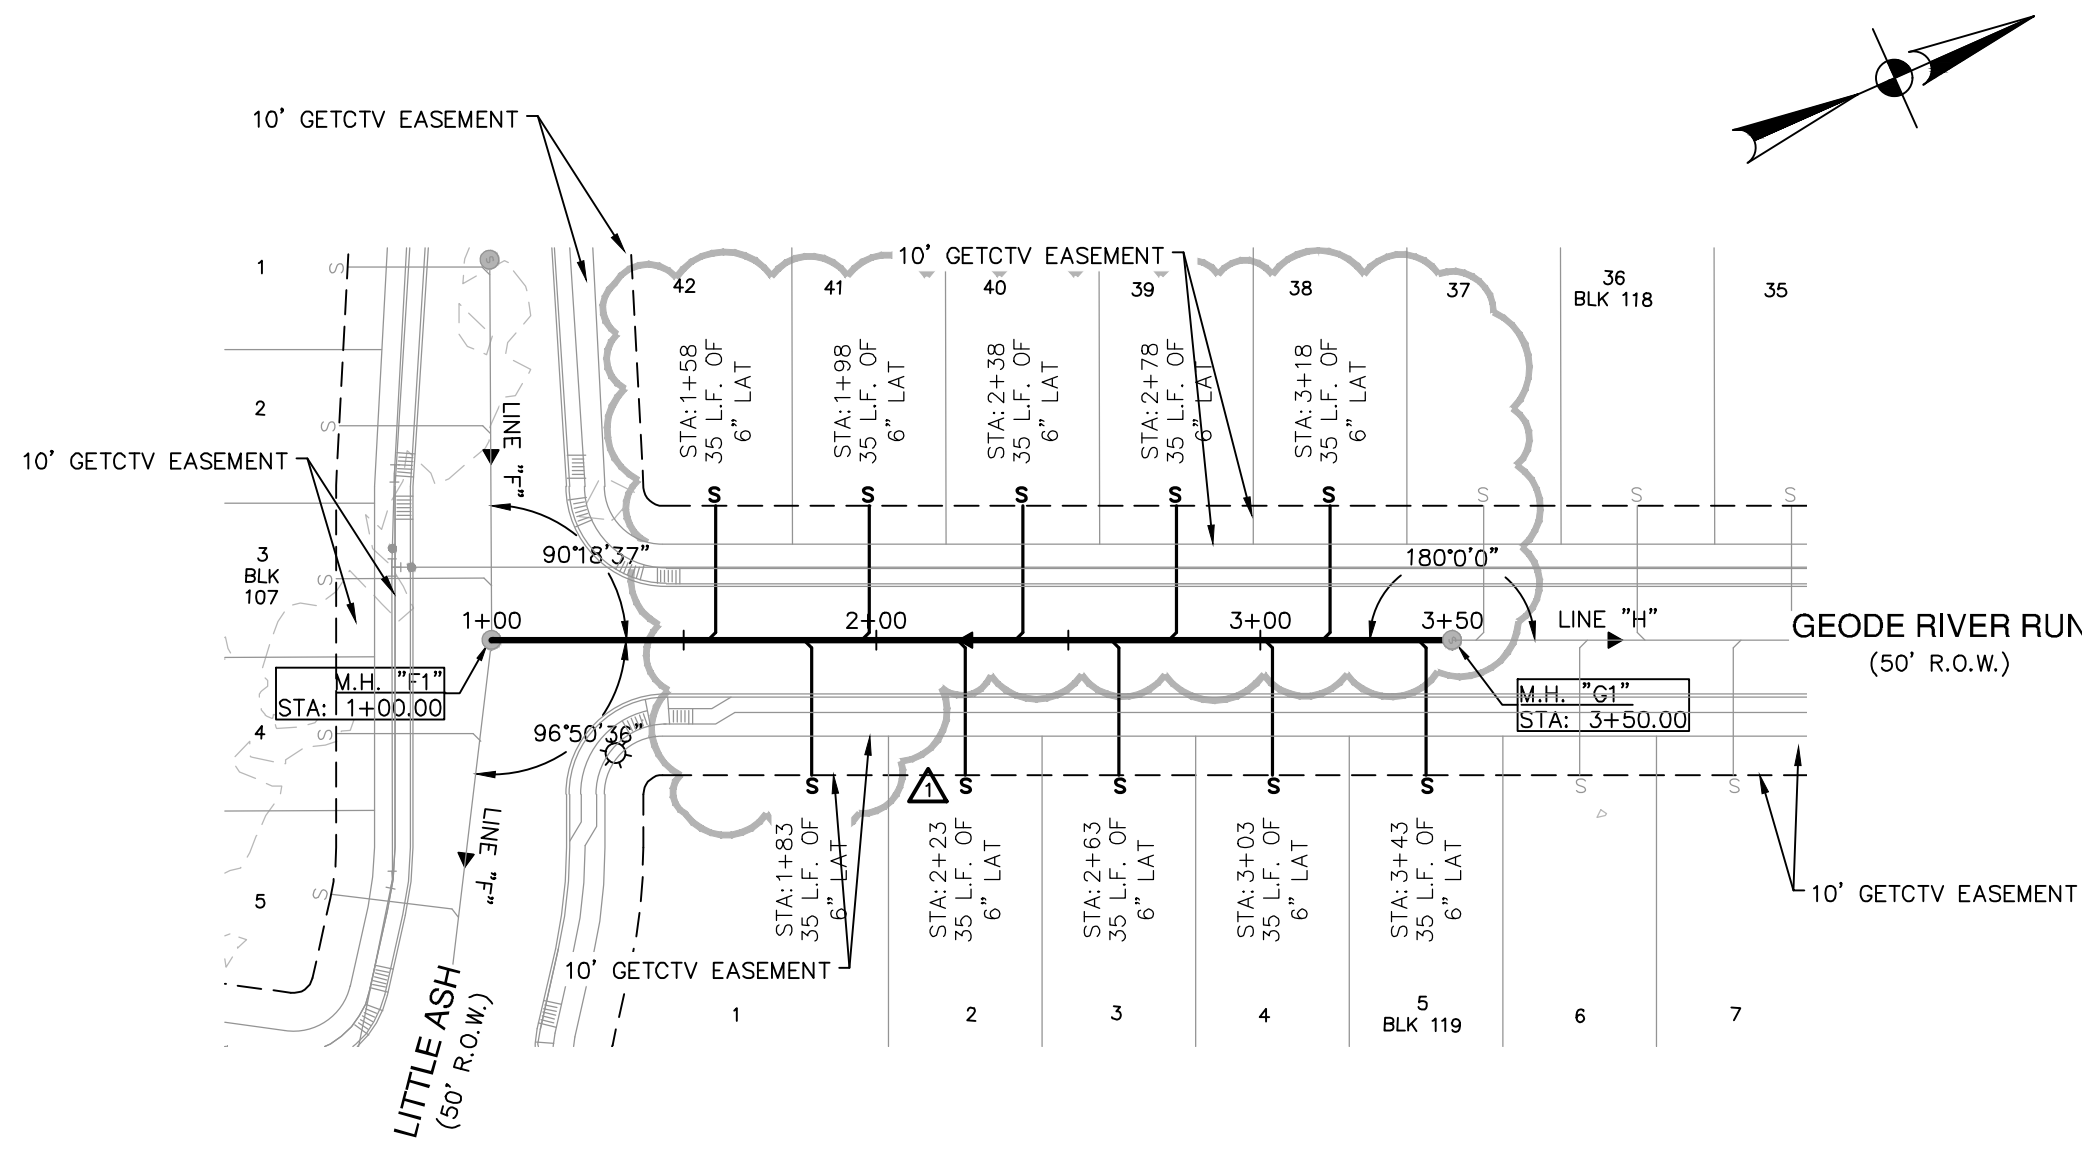 10' GETCTV EASEMENT
10' GETCTV EASEMENT
1
42
41
40
39
38
37
36
BLK 118
35
STA:1+58
35 L.F. OF
6" LAT
STA:1+98
35 L.F. OF
6" LAT
STA:2+38
35 L.F. OF
6" LAT
STA:2+78
35 L.F. OF
6" LAT
STA:3+18
35 L.F. OF
6" LAT
2
LINE "F"
10' GETCTV EASEMENT
S
S
S
S
S
S
S
S
S
S
S
S
S
S
3
BLK
107
90°18'37"
180°0'0"
1+00
2+00
3+00
3+50
LINE "H"
GEODE RIVER RUN
(50' R.O.W.)
M.H. "F1"
STA: 1+00.00
M.H. "G1"
STA: 3+50.00
4
96°50'36"
1
S
S
S
S
S
S
S
LINE "F"
STA:1+83
35 L.F. OF
6" LAT
STA:2+23
35 L.F. OF
6" LAT
STA:2+63
35 L.F. OF
6" LAT
STA:3+03
35 L.F. OF
6" LAT
STA:3+43
35 L.F. OF
6" LAT
10' GETCTV EASEMENT
5
10' GETCTV EASEMENT
LITTLE ASH
(50' R.O.W.)
1
2
3
4
5
BLK 119
6
7